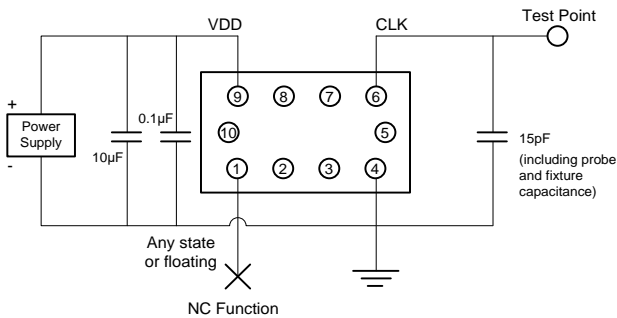 Test Point
VDD
CLK
9
8
7
6
+
Power
Supply
-
10µF
0.1µF
10
5
1
2
3
4
15pF
(including probe
and fixture
capacitance)
Any state
or floating
NC Function